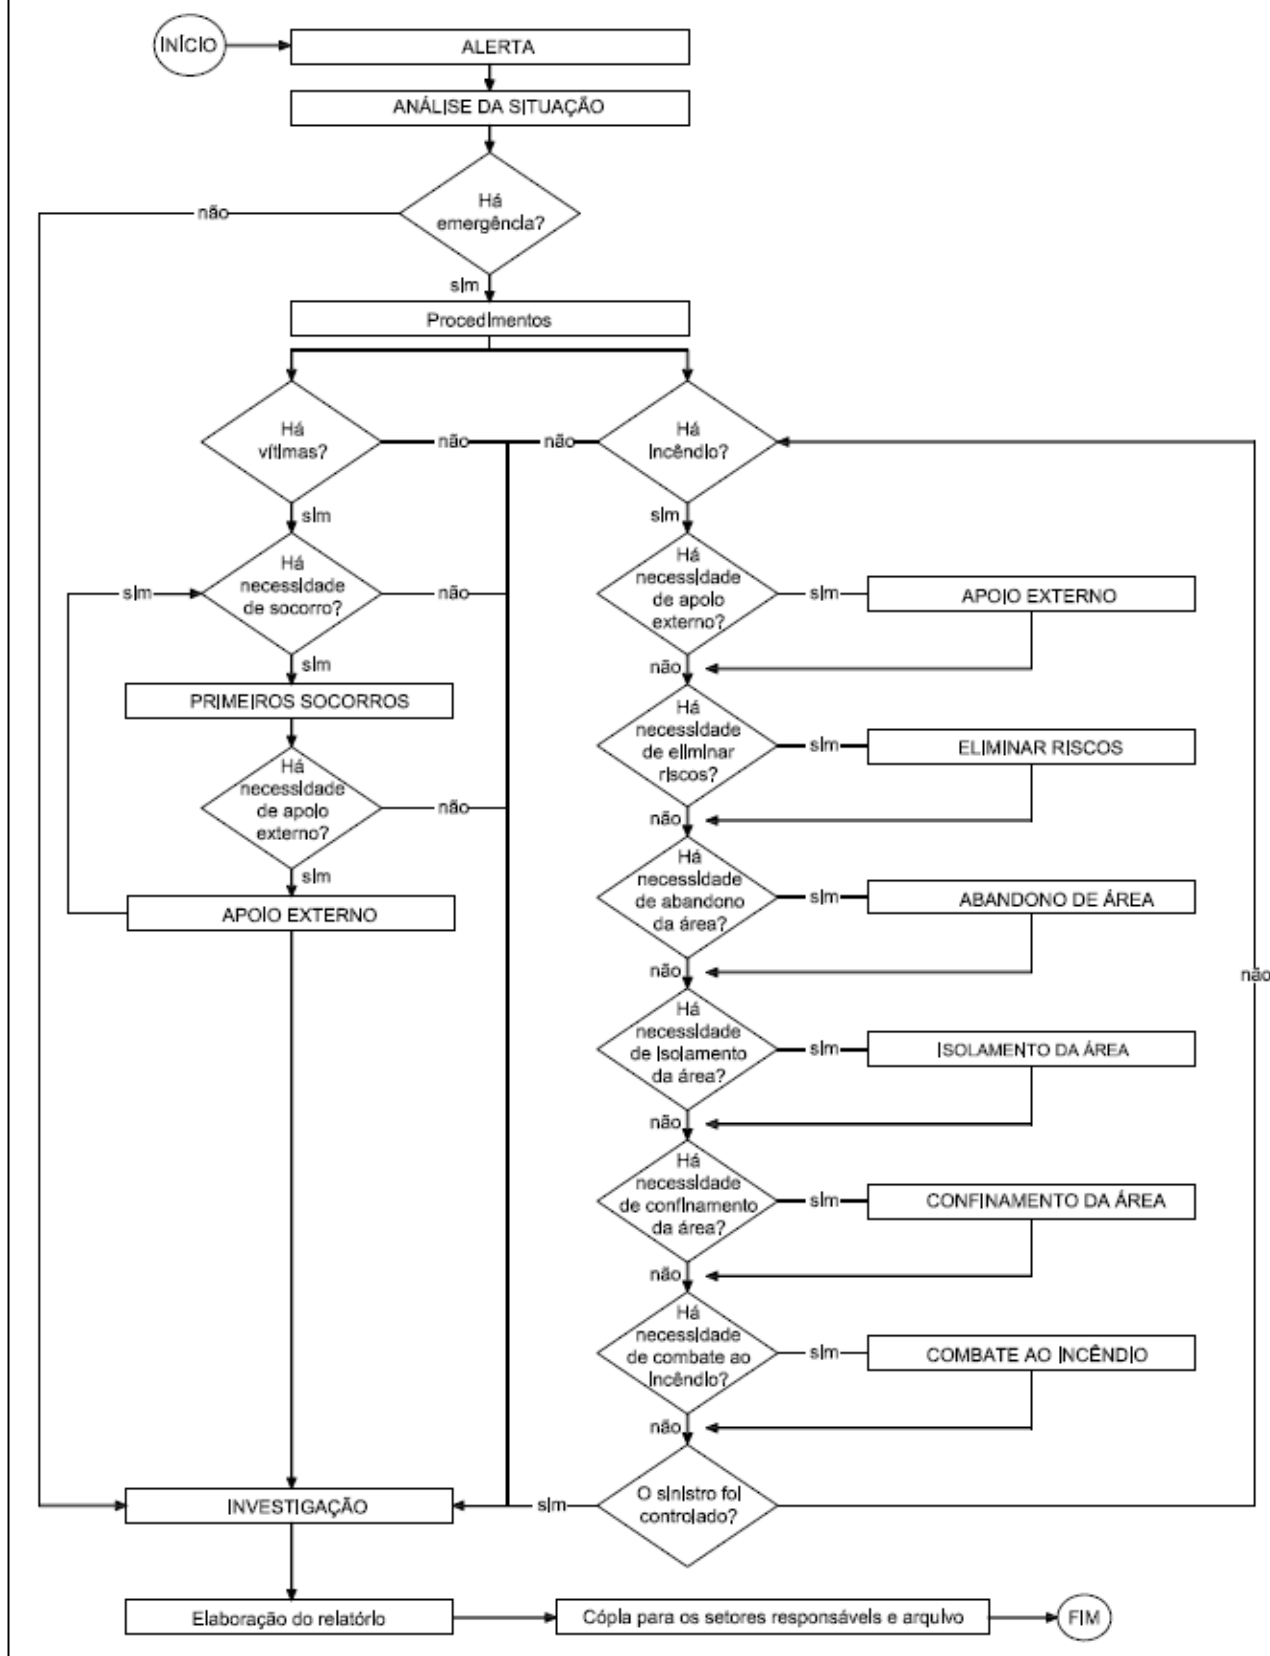 INÍCIO
ALERTA
ANÁLISE DA SITUAÇÃO
Há
emergência?
não
sim
Procedimentos
Há
vítimas?
não
não
Há
incêndio?
sim
sim
Há
necessidade
de socorro?
sim
não
Há
necessidade
de apoio
externo?
sim
APOIO EXTERNO
sim
não
PRIMEIROS SOCORROS
Há
necessidade
de eliminar
riscos?
sim
ELIMINAR RISCOS
Há
necessidade
de apoio
externo?
não
não
sim
Há
necessidade
de abandono
da área?
sim
ABANDONO DE ÁREA
APOIO EXTERNO
não
não
Há
necessidade
de isolamento
da área?
sim
ISOLAMENTO DA ÁREA
não
Há
necessidade
de confinamento
da área?
sim
CONFINAMENTO DA ÁREA
não
Há
necessidade
de combate ao
incêndio?
sim
COMBATE AO INCÊNDIO
não
INVESTIGAÇÃO
sim
O sinistro foi
controlado?
Elaboração do relatório
Cópia para os setores responsáveis e arquivo
FIM